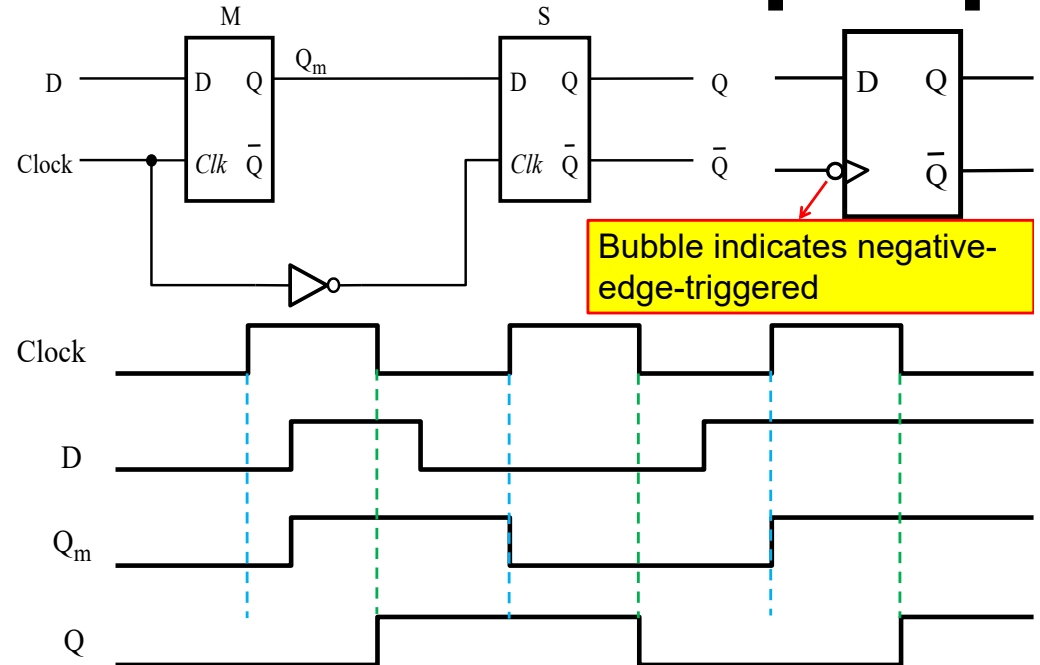 M
S
D
D Q
Qₘ
D Q
Q
D Q
Clock
Clk Q̅
Clk Q̅
Q̅
Q̅
Bubble indicates negative-
edge-triggered
Clock
D
Qₘ
Q